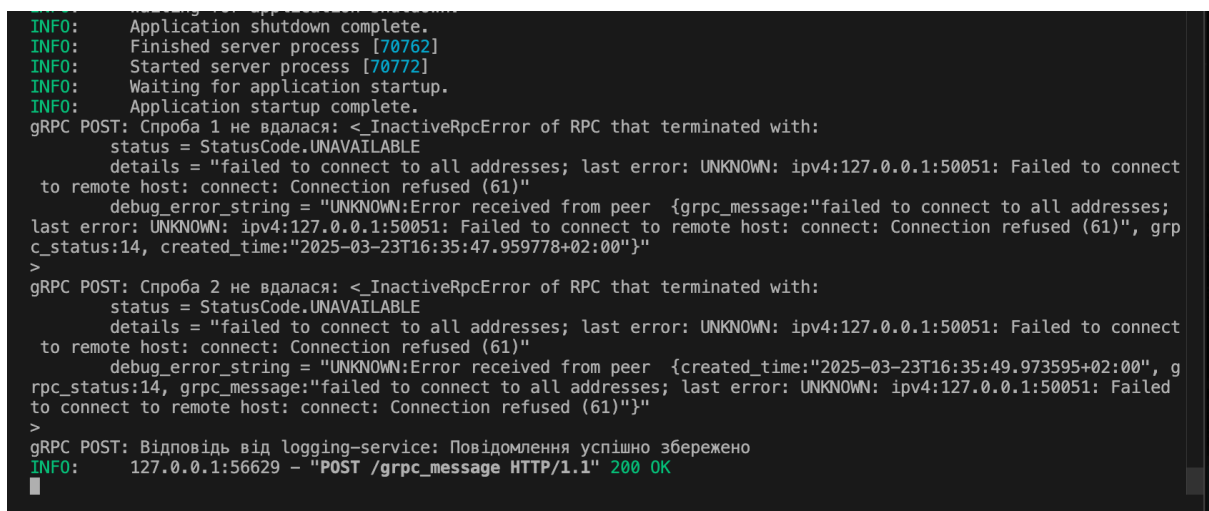 INFO:     Waiting for application shutdown.
INFO:     Application shutdown complete.
INFO:     Finished server process [70762]
INFO:     Started server process [70772]
INFO:     Waiting for application startup.
INFO:     Application startup complete.
gRPC POST: Спроба 1 не вдалася: <_InactiveRpcError of RPC that terminated with:
        status = StatusCode.UNAVAILABLE
        details = "failed to connect to all addresses; last error: UNKNOWN: ipv4:127.0.0.1:50051: Failed to connect
 to remote host: connect: Connection refused (61)"
        debug_error_string = "UNKNOWN:Error received from peer  {grpc_message:"failed to connect to all addresses;
last error: UNKNOWN: ipv4:127.0.0.1:50051: Failed to connect to remote host: connect: Connection refused (61)", grp
c_status:14, created_time:"2025-03-23T16:35:47.959778+02:00"}"
>
gRPC POST: Спроба 2 не вдалася: <_InactiveRpcError of RPC that terminated with:
        status = StatusCode.UNAVAILABLE
        details = "failed to connect to all addresses; last error: UNKNOWN: ipv4:127.0.0.1:50051: Failed to connect
 to remote host: connect: Connection refused (61)"
        debug_error_string = "UNKNOWN:Error received from peer  {created_time:"2025-03-23T16:35:49.973595+02:00", g
rpc_status:14, grpc_message:"failed to connect to all addresses; last error: UNKNOWN: ipv4:127.0.0.1:50051: Failed
to connect to remote host: connect: Connection refused (61)"}"
>
gRPC POST: Відповідь від logging-service: Повідомлення успішно збережено
INFO:     127.0.0.1:56629 – "POST /grpc_message HTTP/1.1" 200 OK